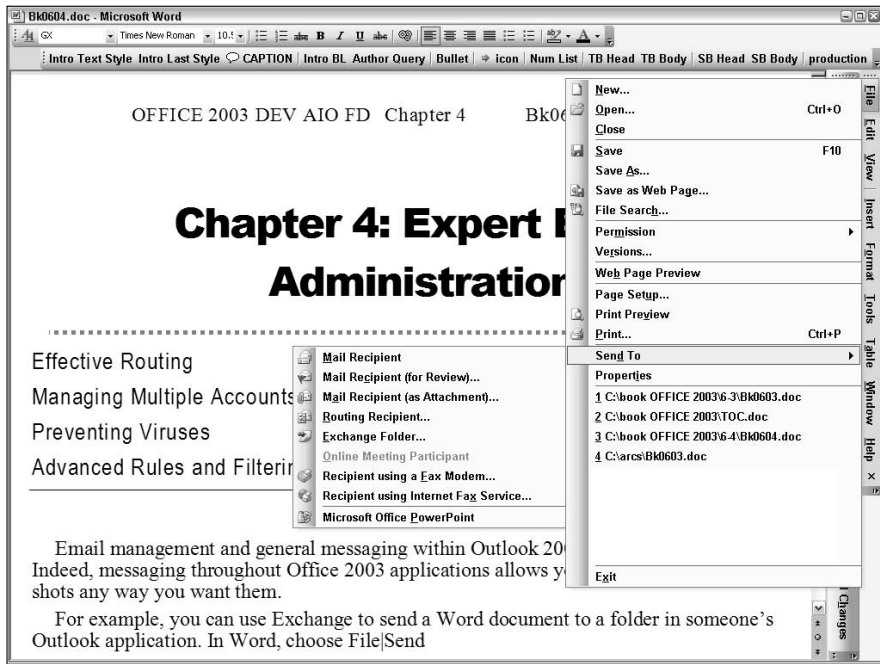 Bk0604.doc - Microsoft Word
GX Times New Roman 10.5 abc B I U abc
Intro Text Style Intro Last Style CAPTION Intro BL Author Query Bullet icon Num List TB Head TB Body SB Head SB Body production
OFFICE 2003 DEV AIO FD Chapter 4
Chapter 4: Expert
Administration
Effective Routing
Managing Multiple Accounts
Preventing Viruses
Advanced Rules and
Email management and general messaging within Outlook
Indeed, messaging throughout Office 2003 applications allows
shots any way you want them.
For example, you can use Exchange to send a Word document to a folder in someone's
Outlook application. In Word, choose File|Send
New...
Open... Ctrl+O
Close
Save F10
Save As...
Save as Web Page...
File Search...
Permission
Versions...
Web Page Preview
Page Setup...
Print Preview
Print... Ctrl+P
Send To
Properties
1 C:\book OFFICE 2003\6-3\Bk0603.doc
2 C:\book OFFICE 2003\TOC.doc
3 C:\book OFFICE 2003\6-4\Bk0604.doc
4 C:\arcs\Bk0603.doc
Exit
Mail Recipient
Mail Recipient (for Review)...
Mail Recipient (as Attachment)...
Routing Recipient...
Exchange Folder...
Online Meeting Participant
Recipient using a Fax Modem...
Recipient using Internet Fax Service...
Microsoft Office PowerPoint
File
Edit
View
Insert
Format
Tools
Table
Window
Help
Changes